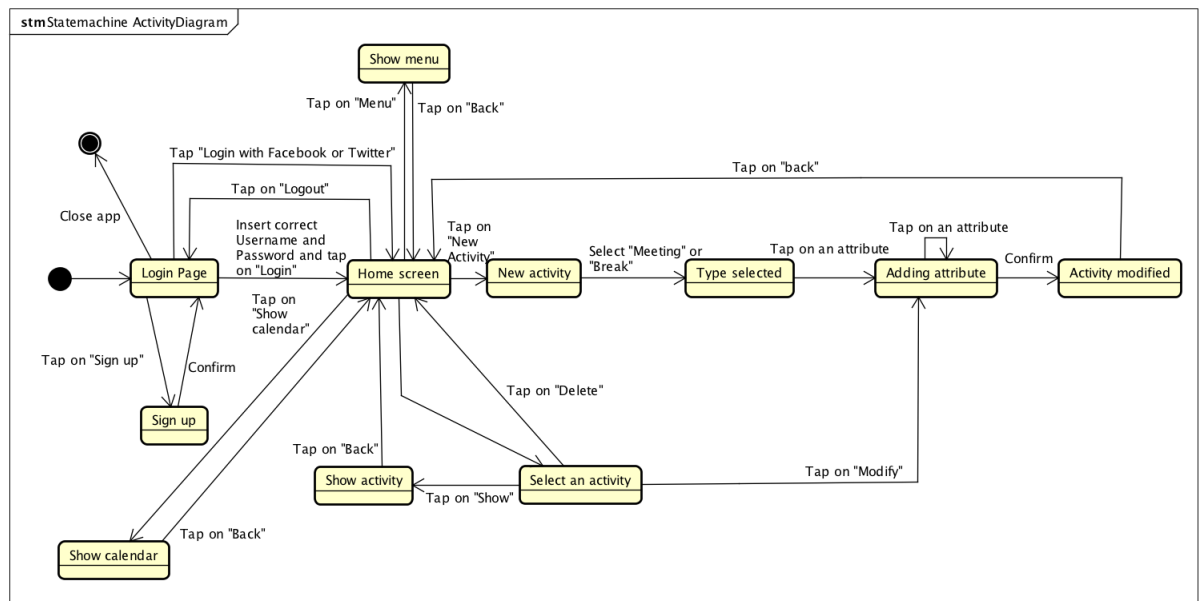 stm Statemachine ActivityDiagram
Show menu
Tap on "Menu"
Tap on "Back"
Tap "Login with Facebook or Twitter"
Tap on "back"
Tap on "Logout"
Close app
Insert correct
Username and
Password and tap
on "Login"
Tap on
"New
Activity"
Select "Meeting" or
"Break"
Tap on an attribute
Tap on an attribute
Confirm
Login Page
Home screen
New activity
Type selected
Adding attribute
Activity modified
Tap on
"Show
calendar"
Tap on "Sign up"
Confirm
Tap on "Delete"
Sign up
Tap on "Back"
Show activity
Tap on "Show"
Select an activity
Tap on "Modify"
Tap on "Back"
Show calendar